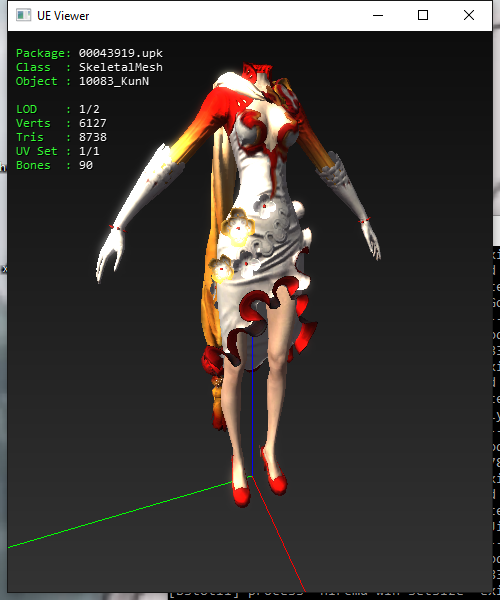 UE Viewer
Package: 00043919.upk
Class : SkeletalMesh
Object : 10083_KunN
LOD : 1/2
Verts : 6127
Tris : 8738
UV Set : 1/1
Bones : 90